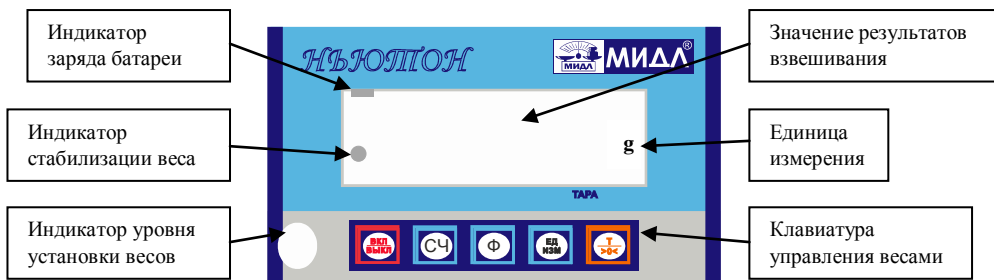 Индикатор
заряда батареи
Индикатор
стабилизации веса
Индикатор уровня
установки весов
НЬЮТОН
МИДЛ
МИДЛ®
g
ТАРА
ВКЛ
ВЫКЛ
СЧ
Ф
ЕД
ИЗМ
Т
>0<
Значение результатов
взвешивания
Единица
измерения
Клавиатура
управления весами